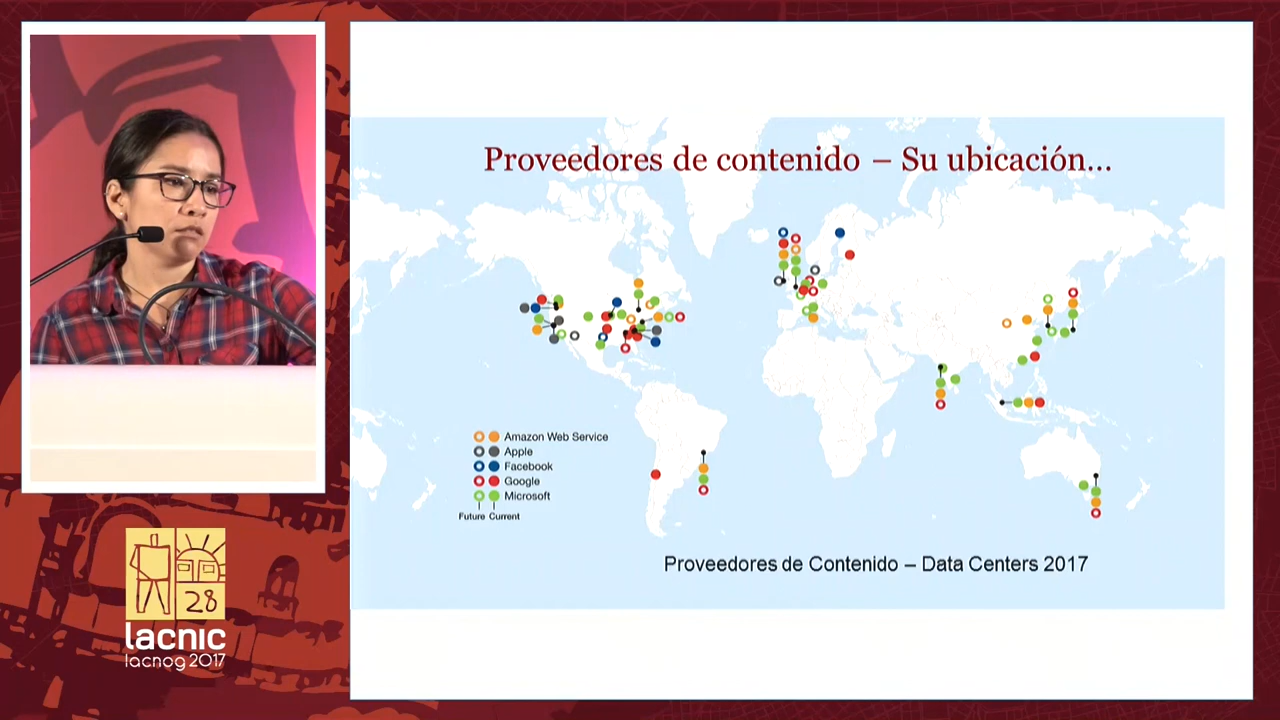 Proveedores de contenido – Su ubicación...
Amazon Web Service
Apple
Facebook
Google
Microsoft
Future Current
Proveedores de Contenido – Data Centers 2017
28
lacnic
lacnog 2017